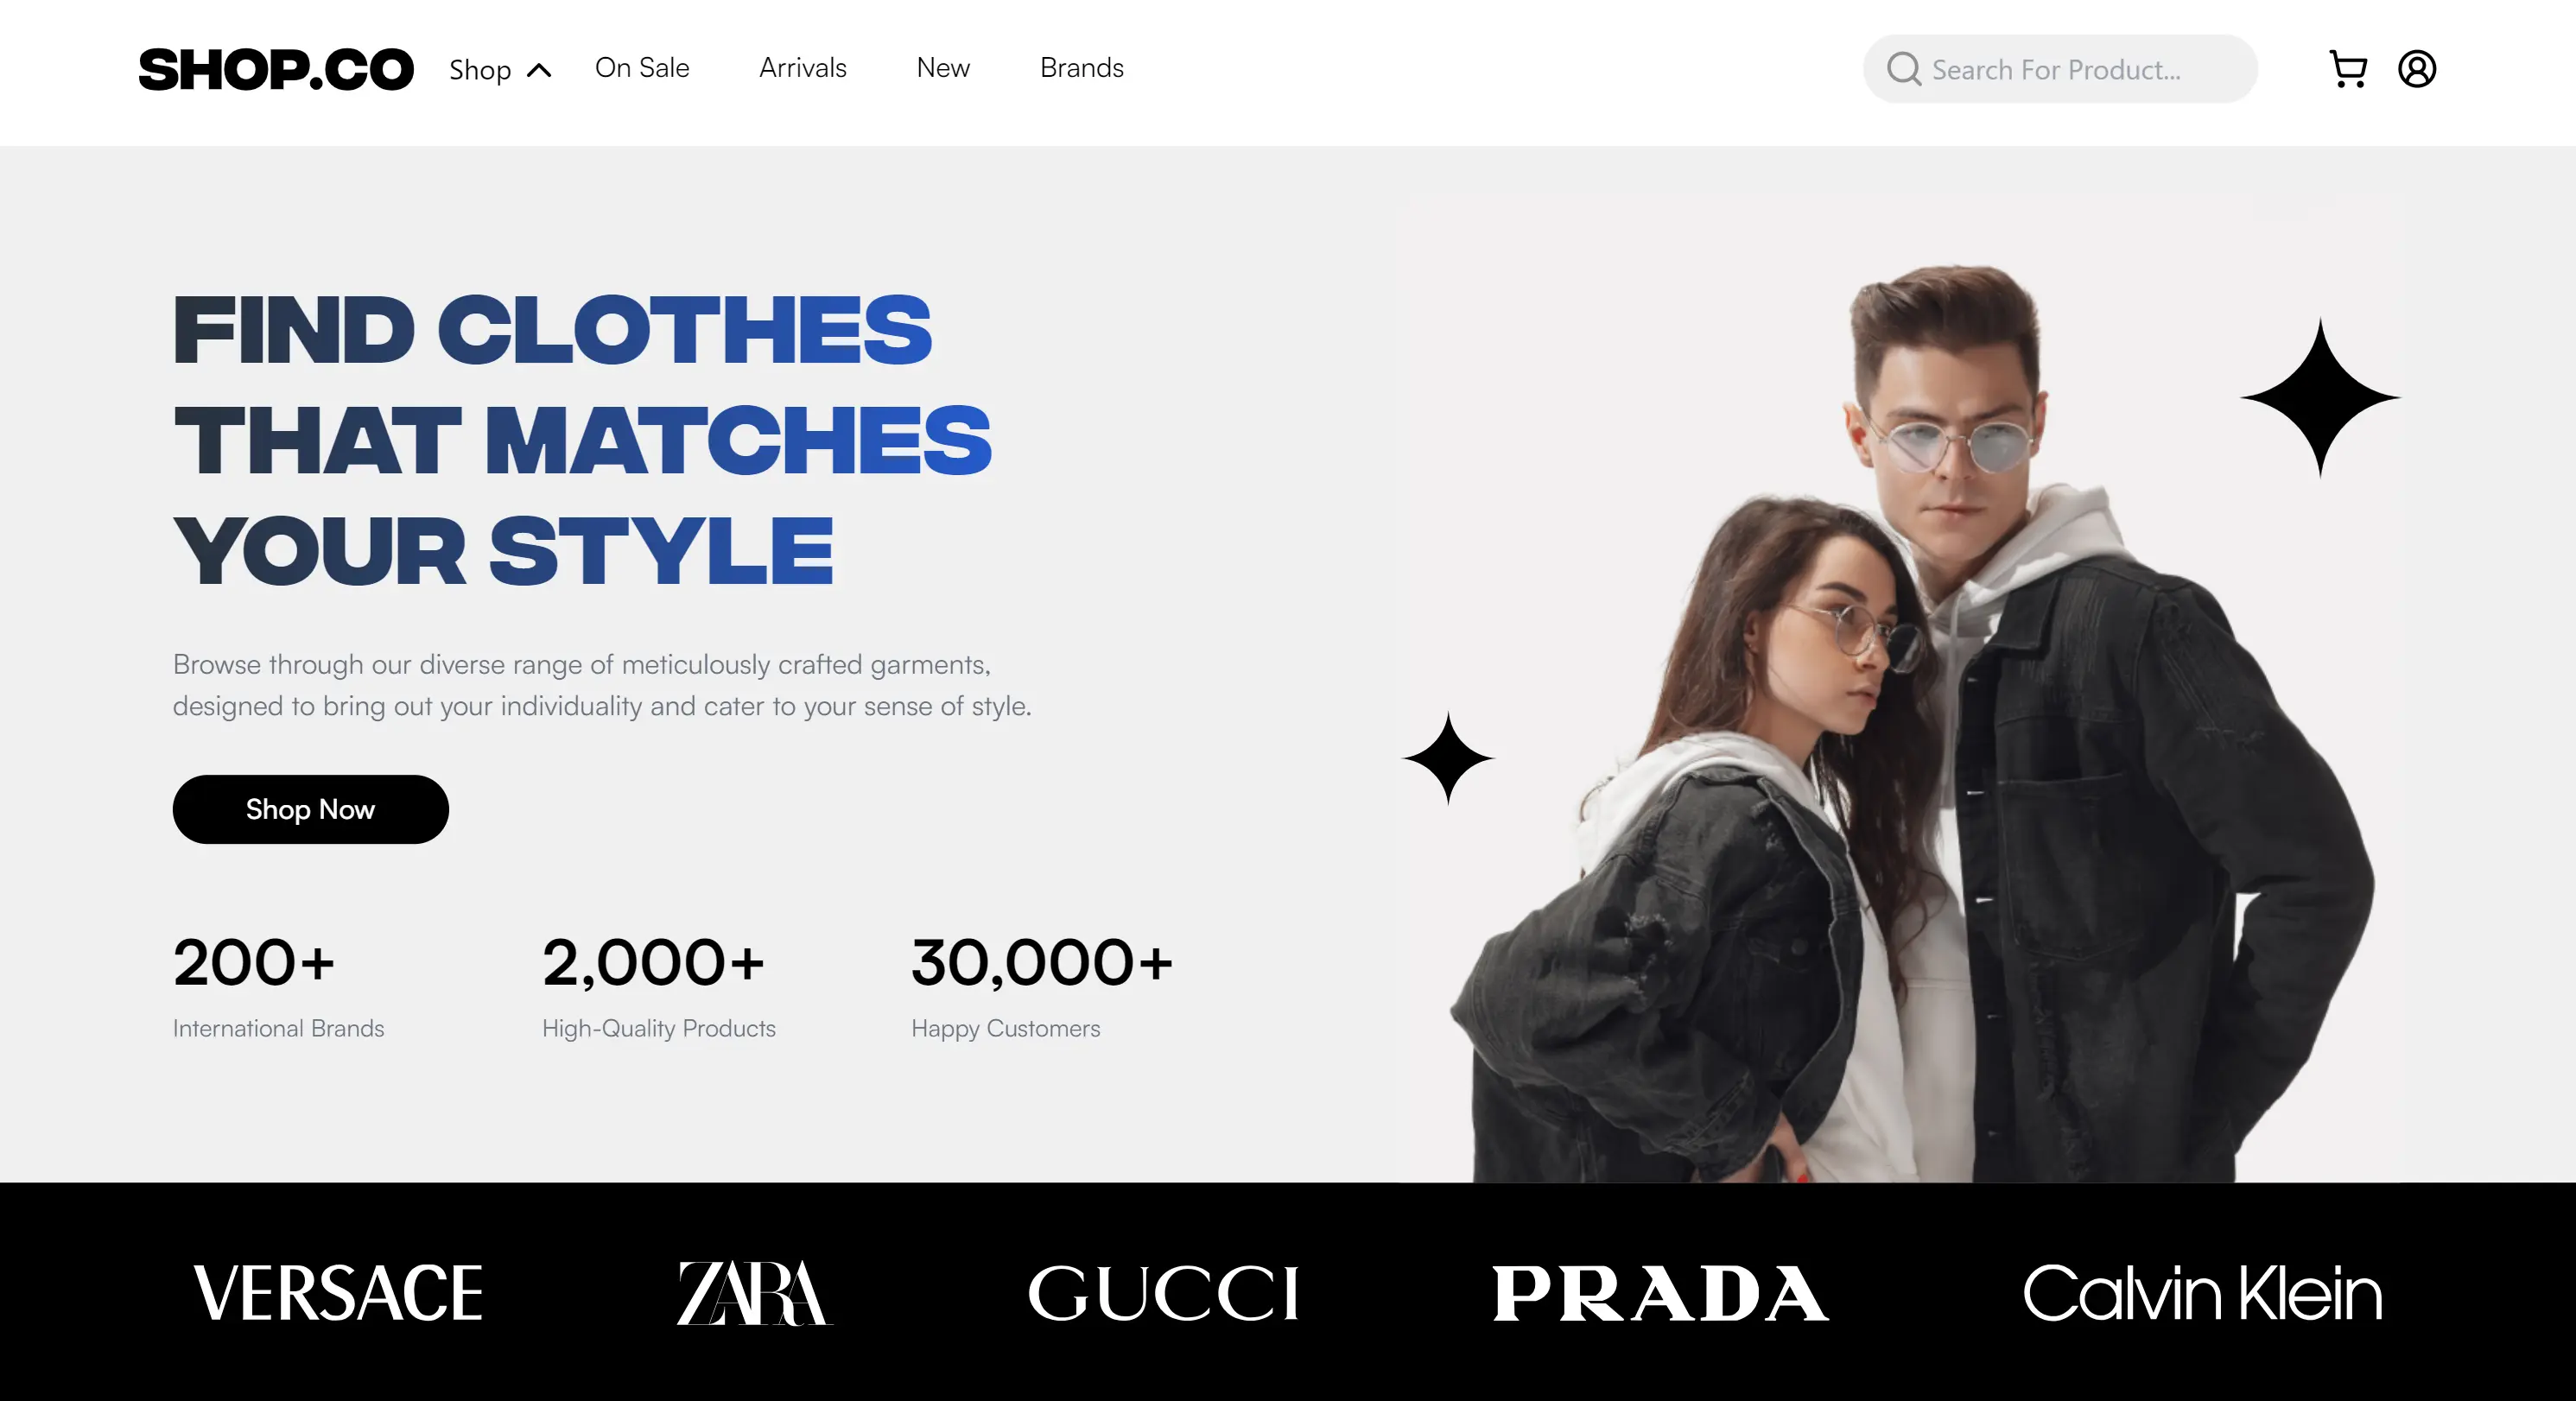 SHOP.CO
Shop
On Sale
Arrivals
New
Brands
Search For Product...
FIND CLOTHES
THAT MATCHES
YOUR STYLE
Browse through our diverse range of meticulously crafted garments,
designed to bring out your individuality and cater to your sense of style.
Shop Now
200+
International Brands
2,000+
High-Quality Products
30,000+
Happy Customers
VERSACE
ZARA
GUCCI
PRADA
Calvin Klein